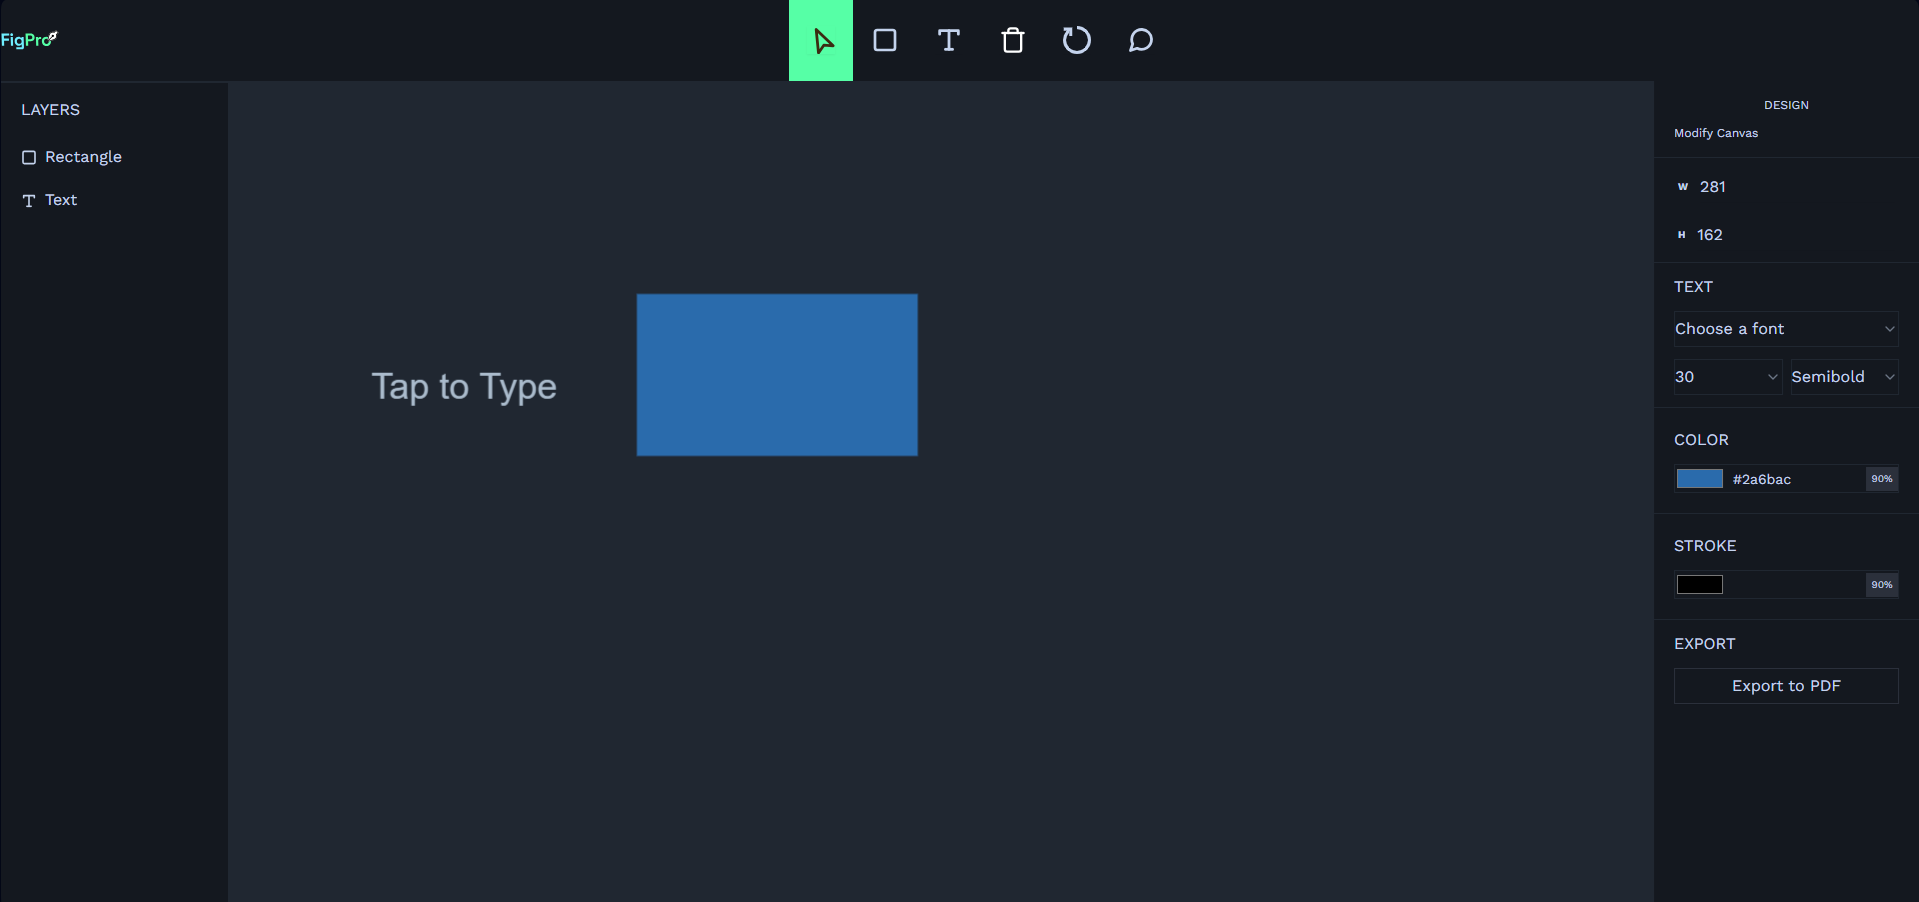 FigPro
LAYERS
Rectangle
Text
Tap to Type
DESIGN
Modify Canvas
W 281
H 162
TEXT
Choose a font
30 Semibold
COLOR
#2a6bac 90%
STROKE
90%
EXPORT
Export to PDF